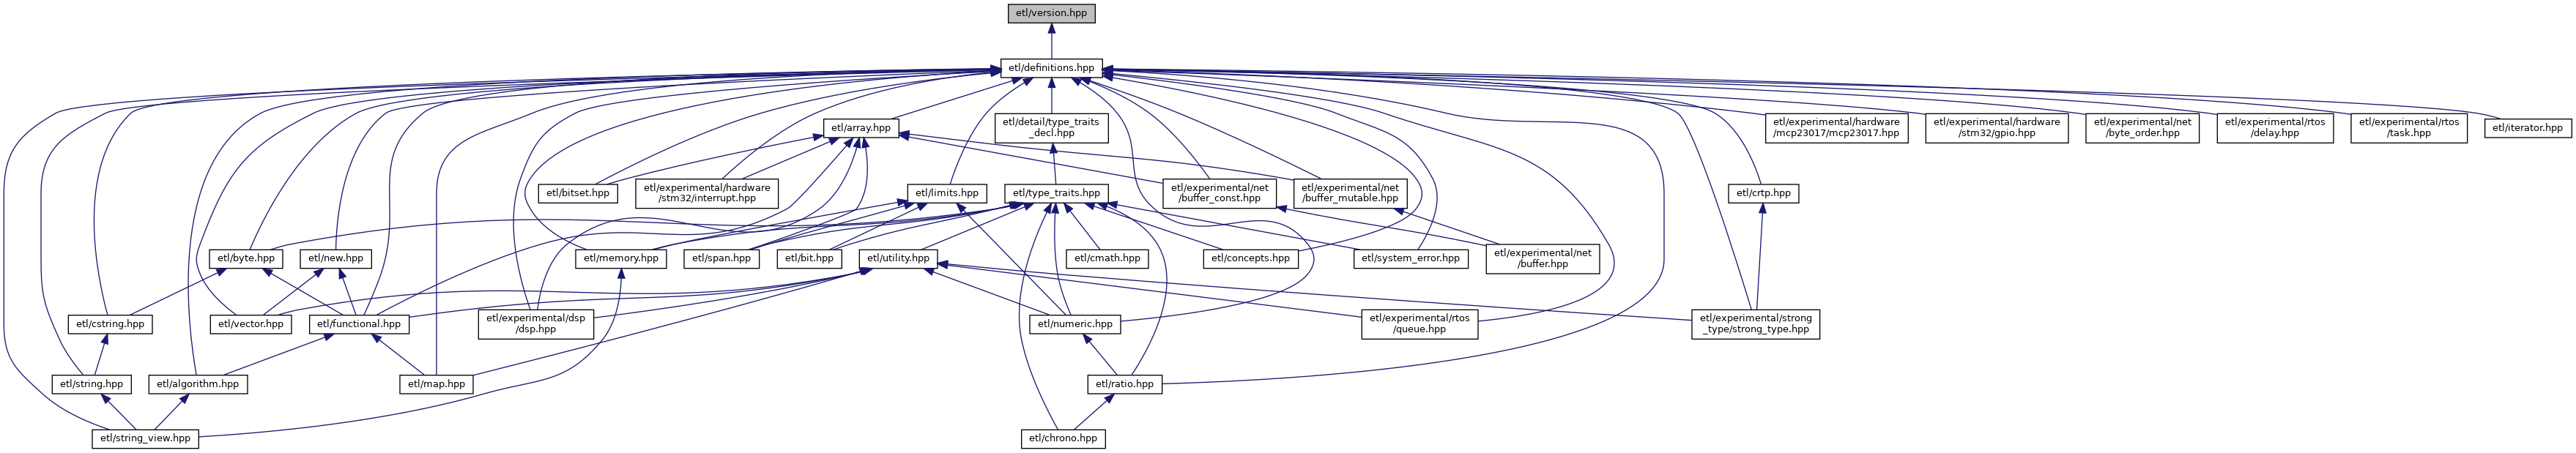 etl/version.hpp
etl/definitions.hpp
etl/array.hpp
etl/detail/type_traits
_decl.hpp
etl/experimental/hardware
/mcp23017/mcp23017.hpp
etl/experimental/hardware
/stm32/gpio.hpp
etl/experimental/net
/byte_order.hpp
etl/experimental/rtos
/delay.hpp
etl/experimental/rtos
/task.hpp
etl/iterator.hpp
etl/bitset.hpp
etl/experimental/hardware
/stm32/interrupt.hpp
etl/limits.hpp
etl/type_traits.hpp
etl/experimental/net
/buffer_const.hpp
etl/experimental/net
/buffer_mutable.hpp
etl/crtp.hpp
etl/byte.hpp
etl/new.hpp
etl/memory.hpp
etl/span.hpp
etl/bit.hpp
etl/utility.hpp
etl/cmath.hpp
etl/concepts.hpp
etl/system_error.hpp
etl/experimental/net
/buffer.hpp
etl/cstring.hpp
etl/vector.hpp
etl/functional.hpp
etl/experimental/dsp
/dsp.hpp
etl/numeric.hpp
etl/experimental/rtos
/queue.hpp
etl/experimental/strong
_type/strong_type.hpp
etl/string.hpp
etl/algorithm.hpp
etl/map.hpp
etl/ratio.hpp
etl/string_view.hpp
etl/chrono.hpp